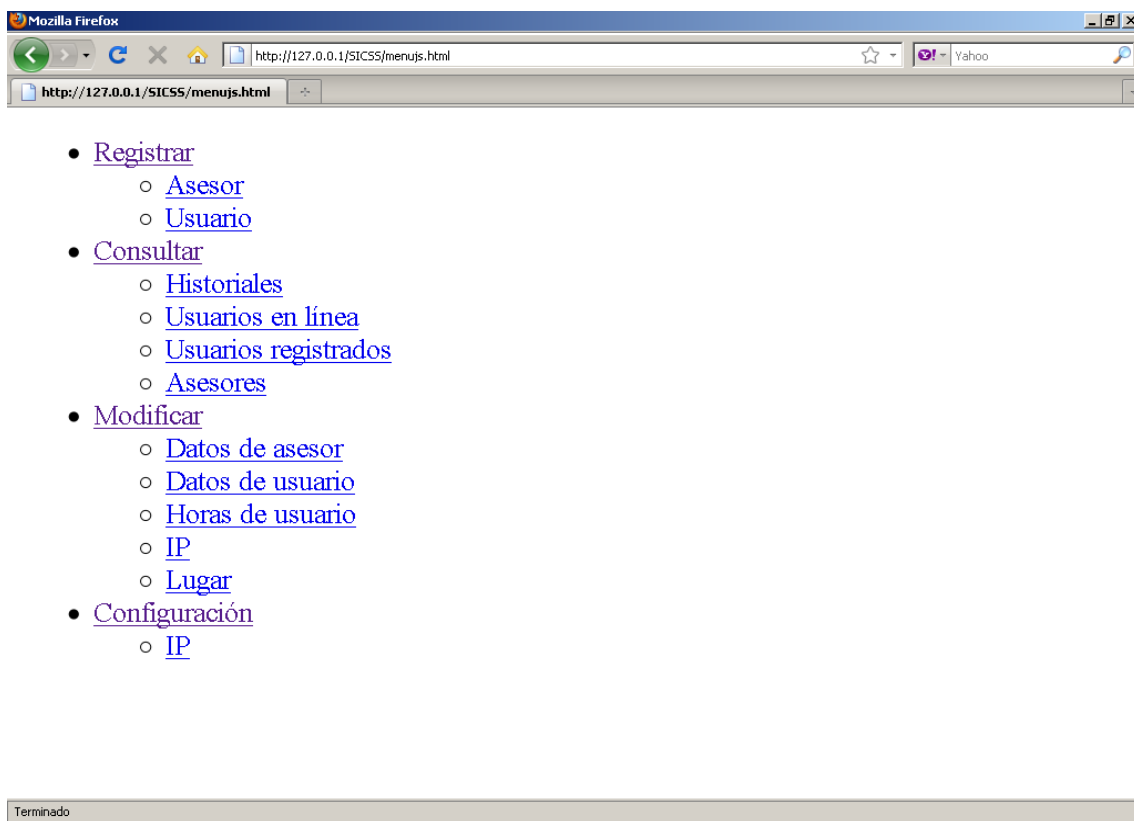 Mozilla Firefox
http://127.0.0.1/SICSS/menujs.html
Yahoo
http://127.0.0.1/SICSS/menujs.html
Registrar
Asesor
Usuario
Consultar
Historiales
Usuarios en línea
Usuarios registrados
Asesores
Modificar
Datos de asesor
Datos de usuario
Horas de usuario
IP
Lugar
Configuración
IP
Terminado